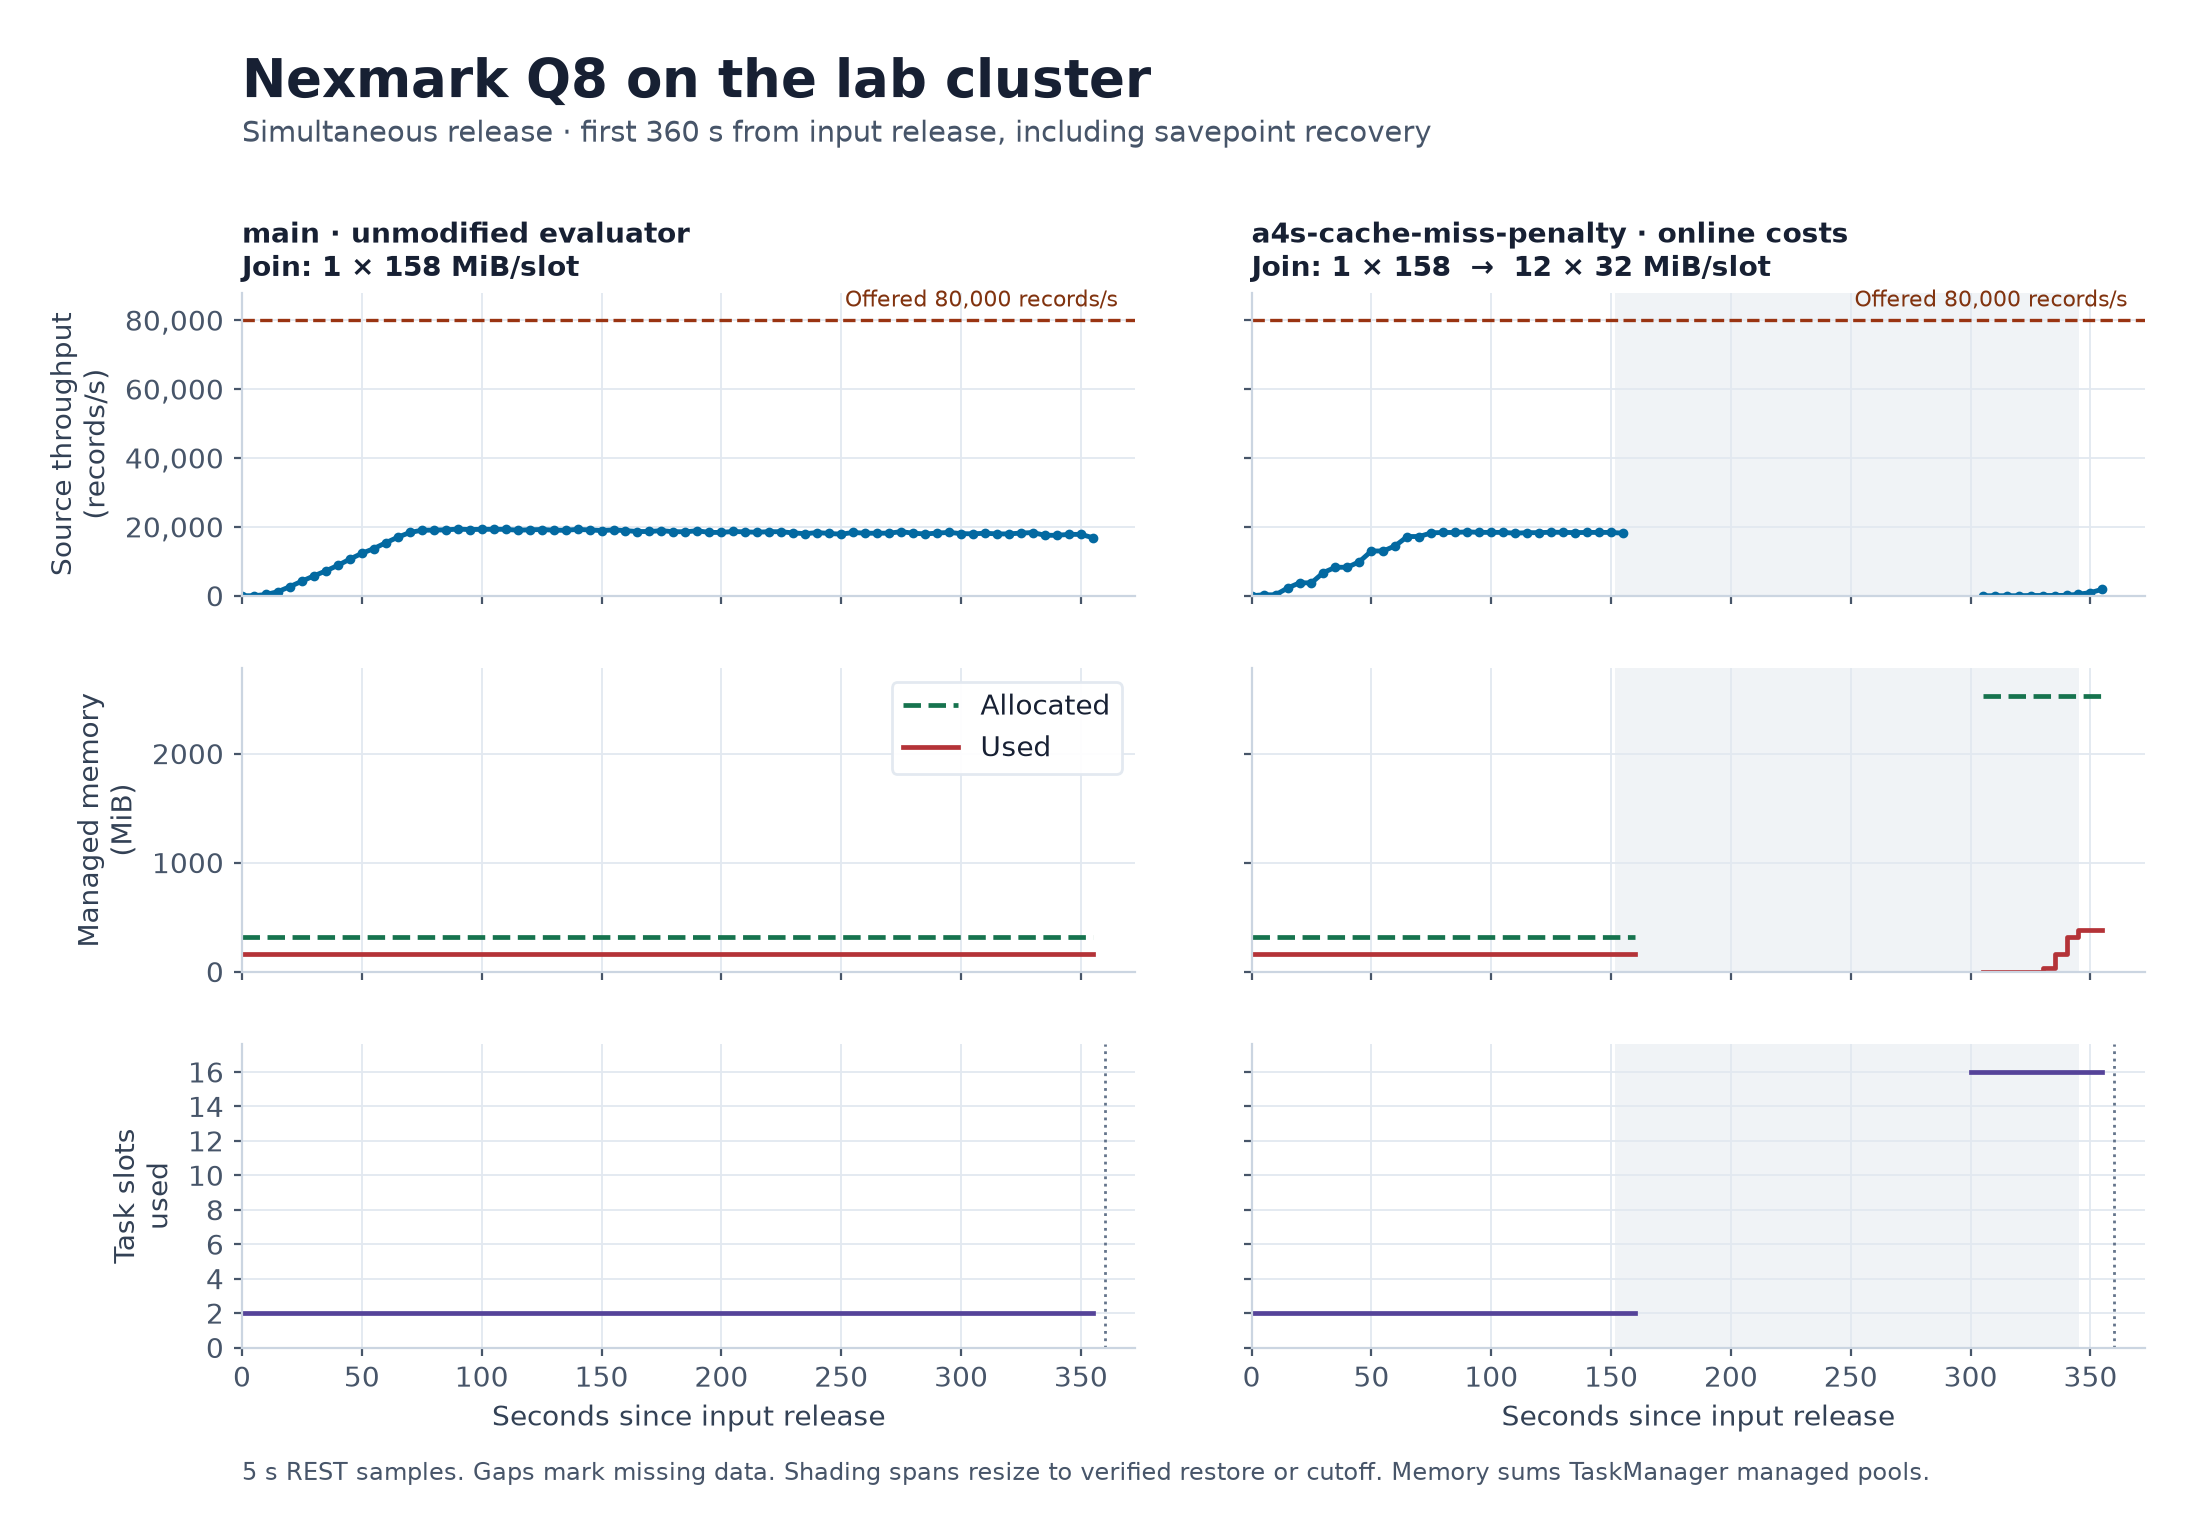 Nexmark Q8 on the lab cluster
Simultaneous release · first 360 s from input release, including savepoint recovery
main · unmodified evaluator
Join: 1 × 158 MiB/slot
a4s-cache-miss-penalty · online costs
Join: 1 × 158 → 12 × 32 MiB/slot
Offered 80,000 records/s
Offered 80,000 records/s
Source throughput
(records/s)
80,000
60,000
40,000
20,000
0
Managed memory
(MiB)
2000
1000
0
Allocated
Used
Task slots
used
16
14
12
10
8
6
4
2
0
0 50 100 150 200 250 300 350
0 50 100 150 200 250 300 350
Seconds since input release
Seconds since input release
5 s REST samples. Gaps mark missing data. Shading spans resize to verified restore or cutoff. Memory sums TaskManager managed pools.